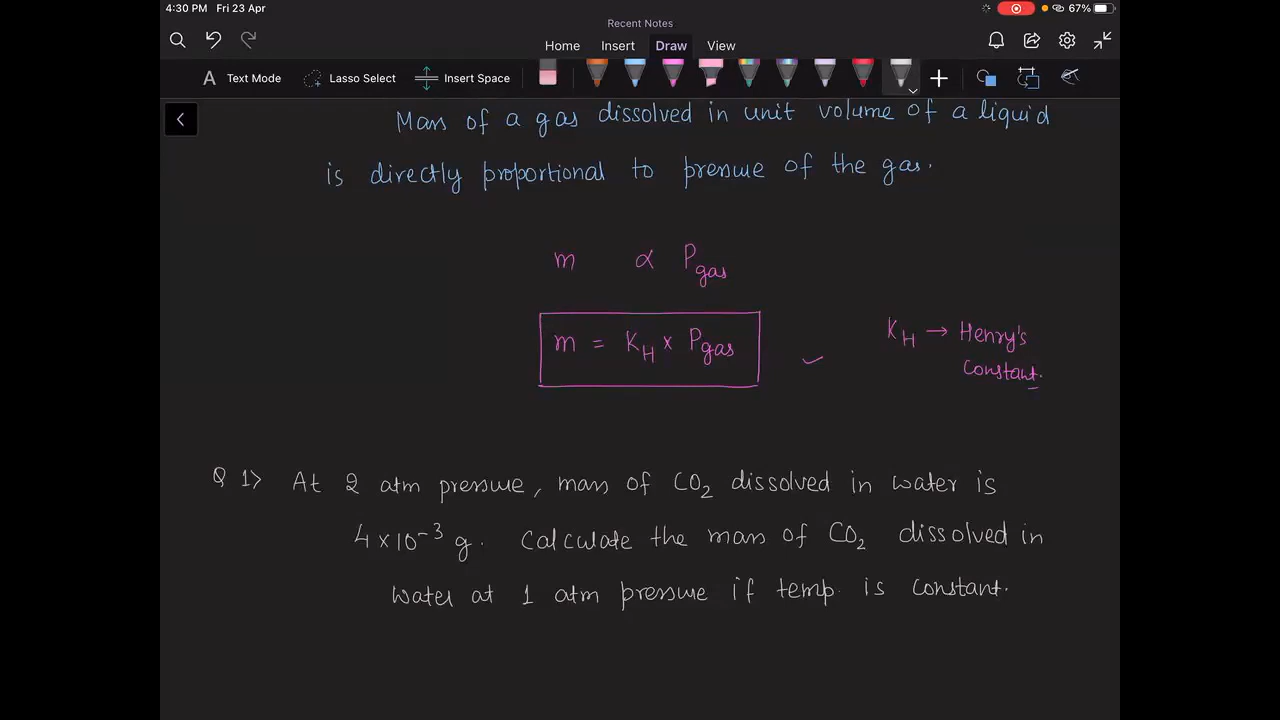 4:30 PM Fri 23 Apr
67%
Recent Notes
Home Insert Draw View
Text Mode Lasso Select Insert Space
Mass of a gas dissolved in unit volume of a liquid
is directly proportional to pressure of the gas.
m ∝ Pgas
m = KH × Pgas
KH → Henry's
Constant.
Q 1> At 2 atm pressure, mass of CO2 dissolved in water is
4×10⁻³ g. Calculate the mass of CO2 dissolved in
water at 1 atm pressure if temp. is constant.